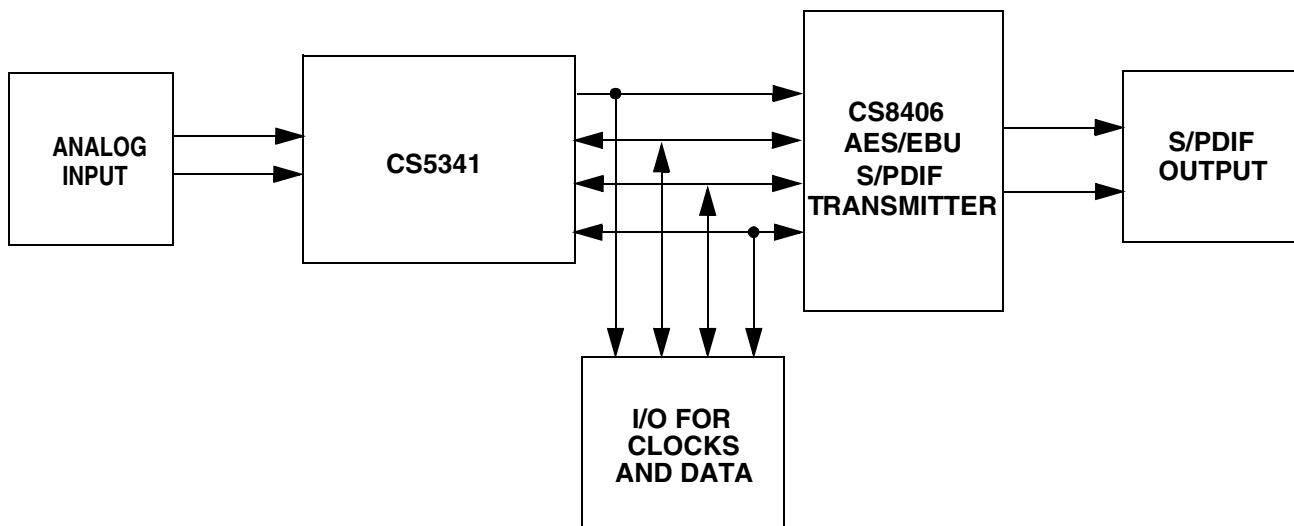 ANALOG
INPUT
CS5341
CS8406
AES/EBU
S/PDIF
TRANSMITTER
S/PDIF
OUTPUT
I/O FOR
CLOCKS
AND DATA